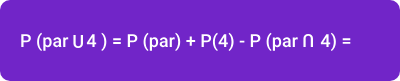 P (par ∪ 4 ) = P (par) + P(4) - P (par ∩ 4) =